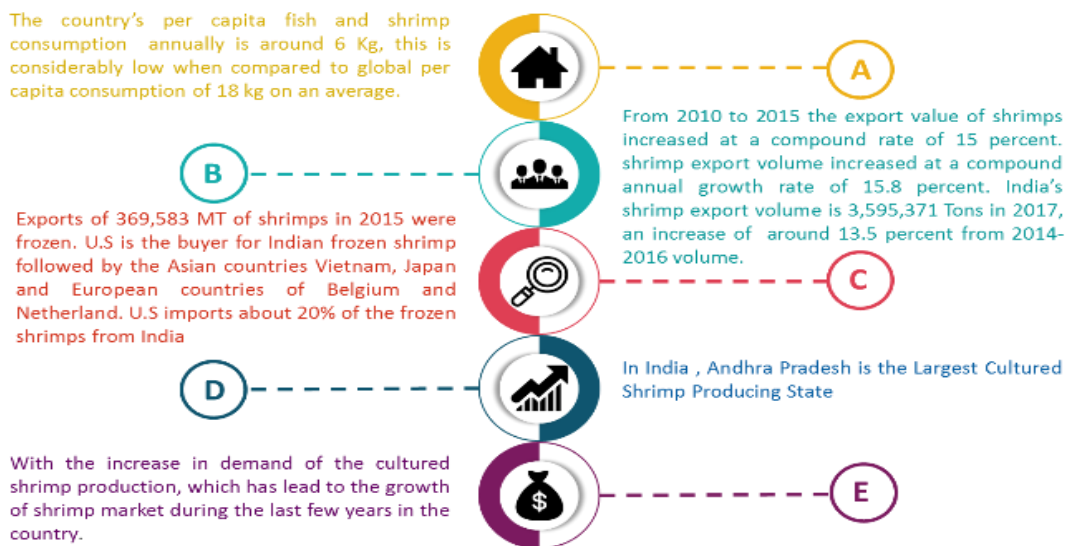 The country's per capita fish and shrimp
consumption annually is around 6 Kg, this is
considerably low when compared to global per
capita consumption of 18 kg on an average.
A
From 2010 to 2015 the export value of shrimps
increased at a compound rate of 15 percent.
shrimp export volume increased at a compound
annual growth rate of 15.8 percent. India's
shrimp export volume is 3,595,371 Tons in 2017,
an increase of around 13.5 percent from 2014-
2016 volume.
B
Exports of 369,583 MT of shrimps in 2015 were
frozen. U.S is the buyer for Indian frozen shrimp
followed by the Asian countries Vietnam, Japan
and European countries of Belgium and
Netherland. U.S imports about 20% of the frozen
shrimps from India
C
D
In India , Andhra Pradesh is the Largest Cultured
Shrimp Producing State
With the increase in demand of the cultured
shrimp production, which has lead to the growth
of shrimp market during the last few years in the
country.
$
E